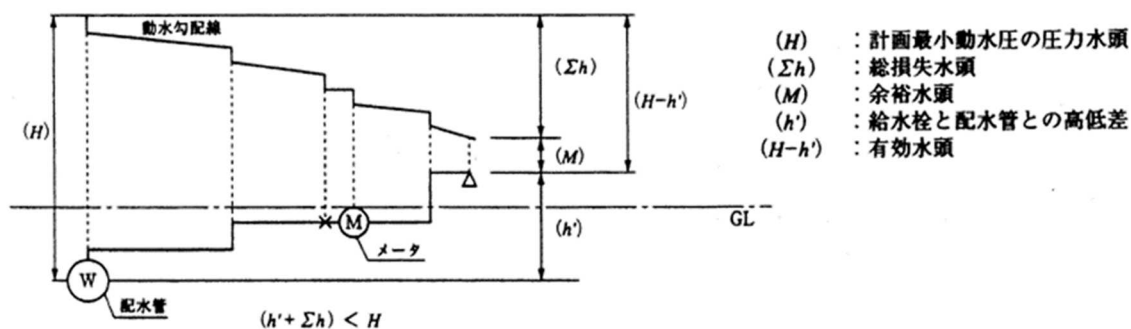 動水勾配線
(H)
(Σh)
(M)
(H−h')
(h')
W
M
メータ
GL
配水管
(h' + Σh) < H
(H) ：計画最小動水圧の圧力水頭
(Σh) ：総損失水頭
(M) ：余裕水頭
(h') ：給水栓と配水管との高低差
(H−h') ：有効水頭